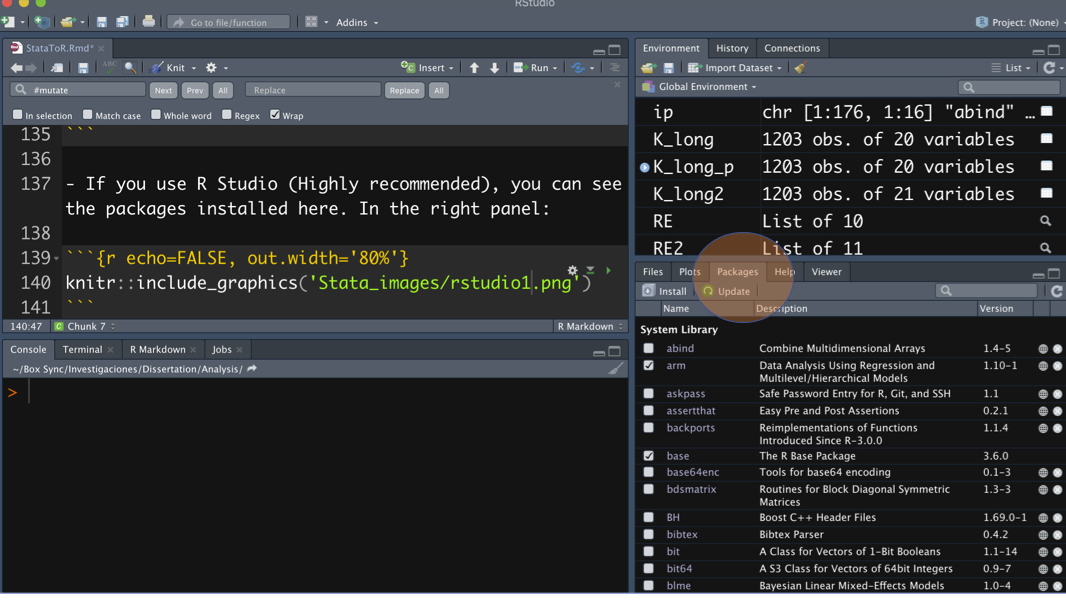 RStudio
Go to file/function
Addins
Project: (None)
StataToR.Rmd*
ABC
Knit
Insert
Run
#mutate
Next
Prev
All
Replace
Replace
All
In selection
Match case
Whole word
Regex
Wrap
135 ```
136
137 - If you use R Studio (Highly recommended), you can see
the packages installed here. In the right panel:
138
139 ```{r echo=FALSE, out.width='80%'}
140 knitr::include_graphics('Stata_images/rstudio1.png')
141 ```
140:47
C Chunk 7
R Markdown
Console
Terminal
R Markdown
Jobs
~/Box Sync/Investigaciones/Dissertation/Analysis/
>
Environment
History
Connections
Import Dataset
List
Global Environment
ip chr [1:176, 1:16] "abind" …
K_long 1203 obs. of 20 variables
K_long_p 1203 obs. of 20 variables
K_long2 1203 obs. of 21 variables
RE List of 10
RE2 List of 11
Files
Plots
Packages
Help
Viewer
Install
Update
Name Description Version
System Library
abind Combine Multidimensional Arrays 1.4-5
arm Data Analysis Using Regression and 1.10-1
Multilevel/Hierarchical Models
askpass Safe Password Entry for R, Git, and SSH 1.1
assertthat Easy Pre and Post Assertions 0.2.1
backports Reimplementations of Functions 1.1.4
Introduced Since R-3.0.0
base The R Base Package 3.6.0
base64enc Tools for base64 encoding 0.1-3
bdsmatrix Routines for Block Diagonal Symmetric 1.3-3
Matrices
BH Boost C++ Header Files 1.69.0-1
bibtex Bibtex Parser 0.4.2
bit A Class for Vectors of 1-Bit Booleans 1.1-14
bit64 A S3 Class for Vectors of 64bit Integers 0.9-7
blme Bayesian Linear Mixed-Effects Models 1.0-4